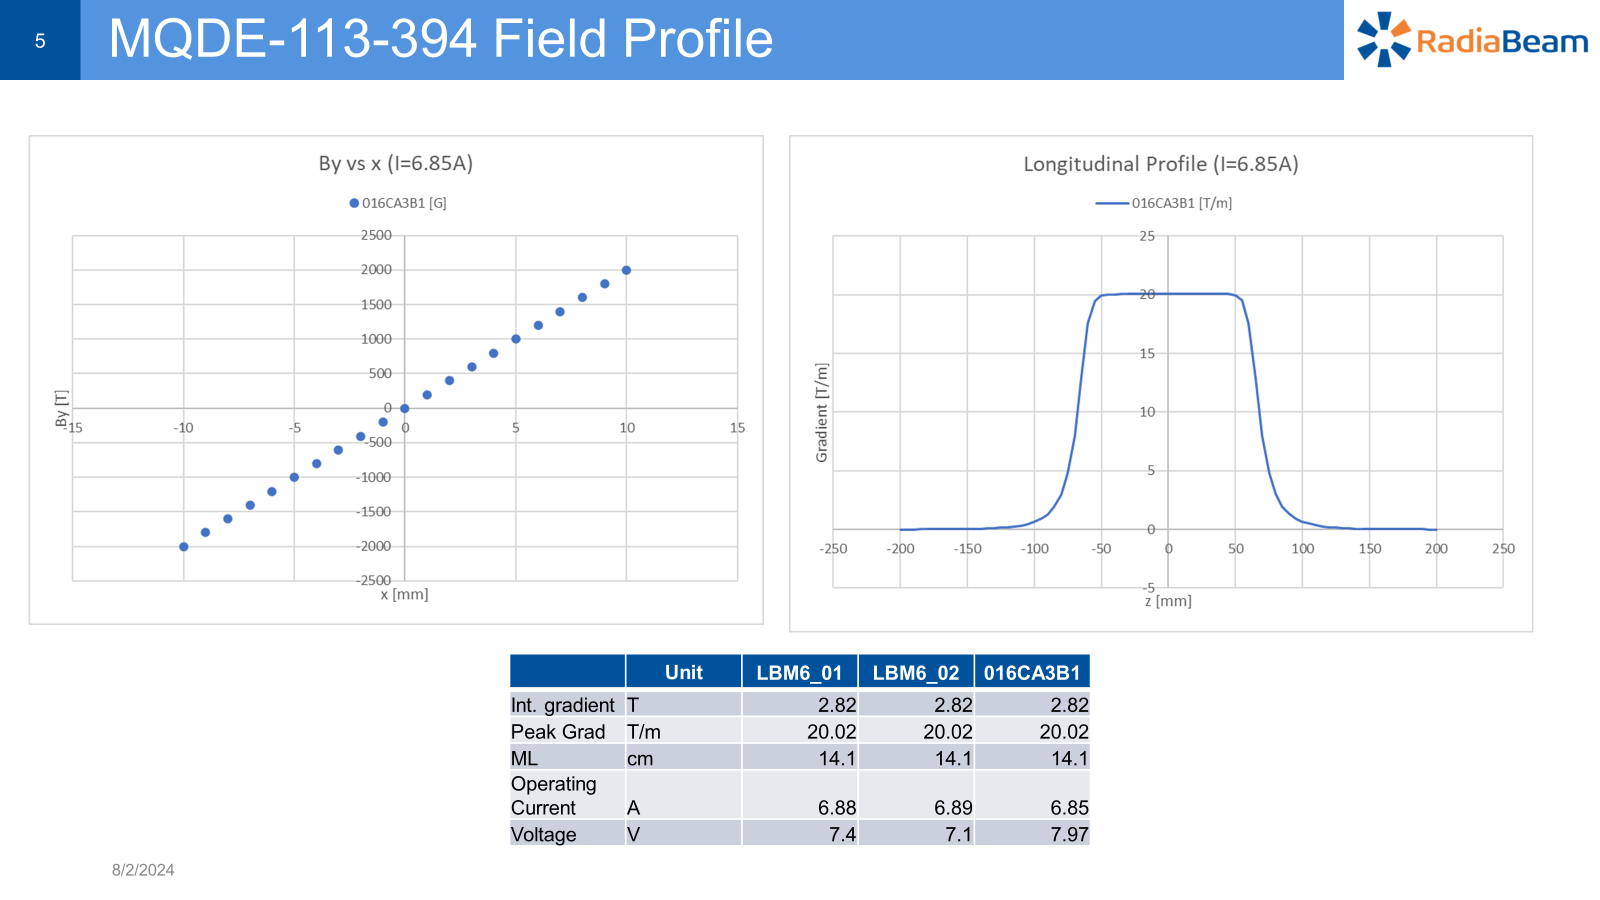 5
MQDE-113-394 Field Profile
RadiaBeam
By vs x (I=6.85A)
016CA3B1 [G]
2500
2000
1500
1000
500
0
-500
-1000
-1500
-2000
-2500
-15 -10 -5 0 5 10 15
By [T]
x [mm]
Longitudinal Profile (I=6.85A)
016CA3B1 [T/m]
25
20
15
10
5
0
-5
-250 -200 -150 -100 -50 0 50 100 150 200 250
Gradient [T/m]
z [mm]
Unit LBM6_01 LBM6_02 016CA3B1
Int. gradient T 2.82 2.82 2.82
Peak Grad T/m 20.02 20.02 20.02
ML cm 14.1 14.1 14.1
Operating
Current A 6.88 6.89 6.85
Voltage V 7.4 7.1 7.97
8/2/2024